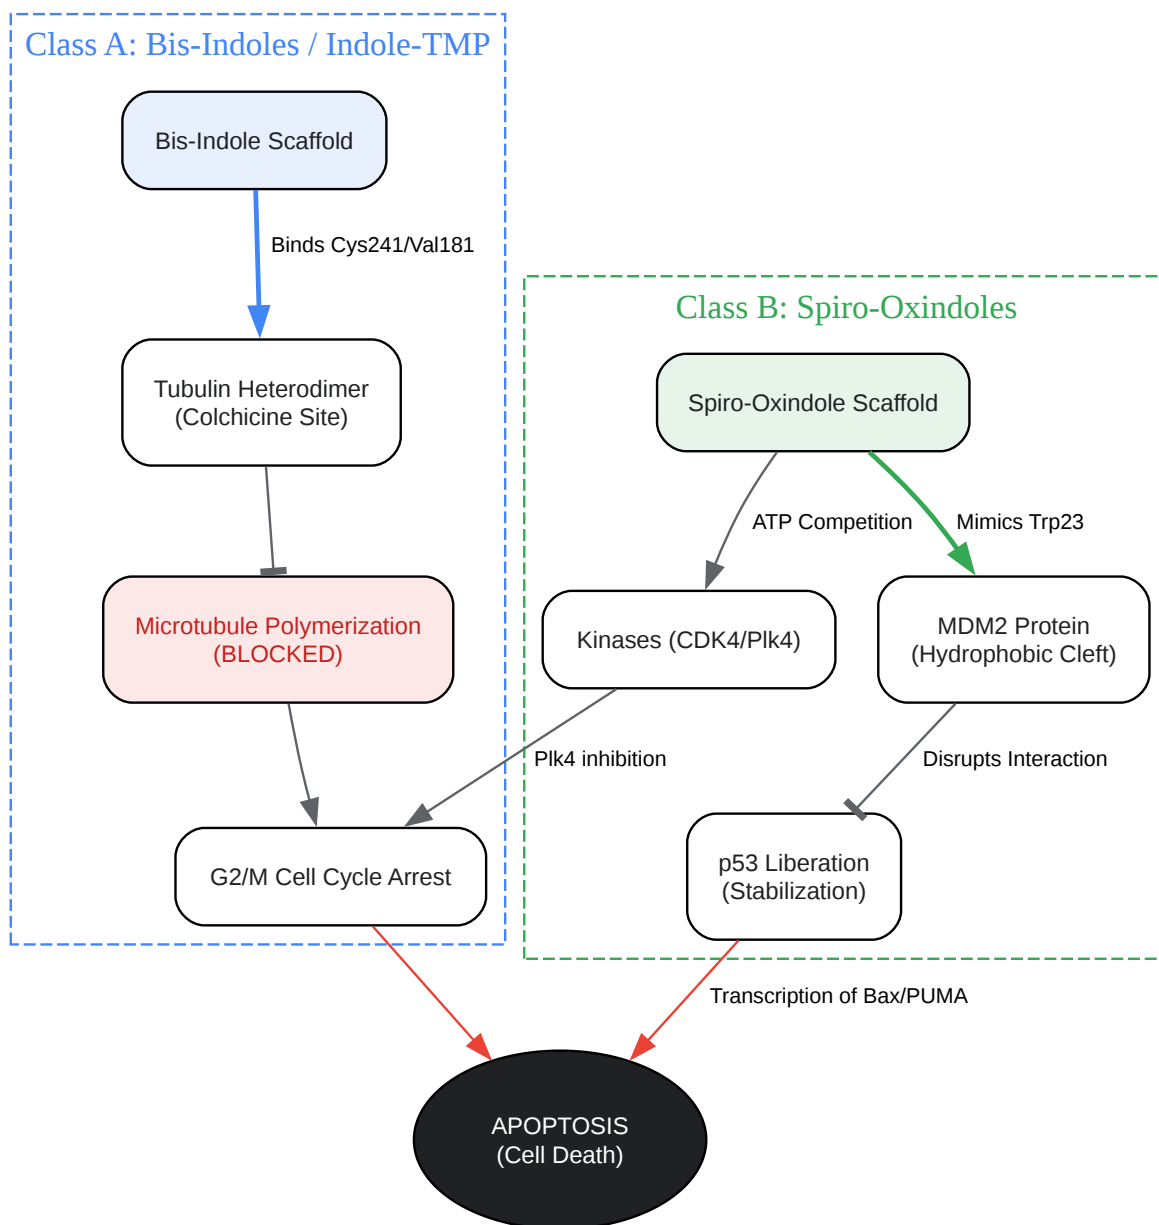 Class A: Bis-Indoles / Indole-TMP
Bis-Indole Scaffold
Binds Cys241/Val181
Tubulin Heterodimer
(Colchicine Site)
Microtubule Polymerization
(BLOCKED)
G2/M Cell Cycle Arrest
Class B: Spiro-Oxindoles
Spiro-Oxindole Scaffold
ATP Competition
Mimics Trp23
Kinases (CDK4/Plk4)
MDM2 Protein
(Hydrophobic Cleft)
Plk4 inhibition
Disrupts Interaction
p53 Liberation
(Stabilization)
Transcription of Bax/PUMA
APOPTOSIS
(Cell Death)